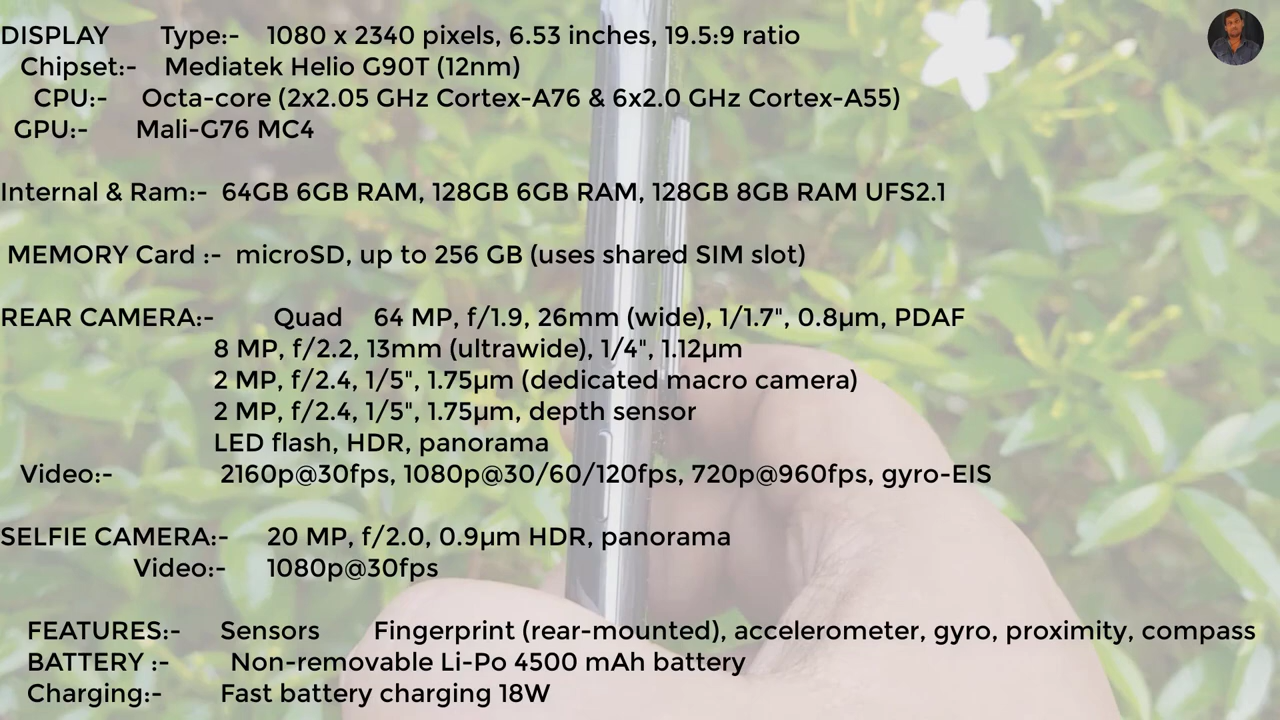 DISPLAY Type:- 1080 x 2340 pixels, 6.53 inches, 19.5:9 ratio
Chipset:- Mediatek Helio G90T (12nm)
CPU:- Octa-core (2x2.05 GHz Cortex-A76 & 6x2.0 GHz Cortex-A55)
GPU:- Mali-G76 MC4
Internal & Ram:- 64GB 6GB RAM, 128GB 6GB RAM, 128GB 8GB RAM UFS2.1
MEMORY Card :- microSD, up to 256 GB (uses shared SIM slot)
REAR CAMERA:- Quad 64 MP, f/1.9, 26mm (wide), 1/1.7", 0.8µm, PDAF
8 MP, f/2.2, 13mm (ultrawide), 1/4", 1.12µm
2 MP, f/2.4, 1/5", 1.75µm (dedicated macro camera)
2 MP, f/2.4, 1/5", 1.75µm, depth sensor
LED flash, HDR, panorama
Video:- 2160p@30fps, 1080p@30/60/120fps, 720p@960fps, gyro-EIS
SELFIE CAMERA:- 20 MP, f/2.0, 0.9µm HDR, panorama
Video:- 1080p@30fps
FEATURES:- Sensors Fingerprint (rear-mounted), accelerometer, gyro, proximity, compass
BATTERY :- Non-removable Li-Po 4500 mAh battery
Charging:- Fast battery charging 18W